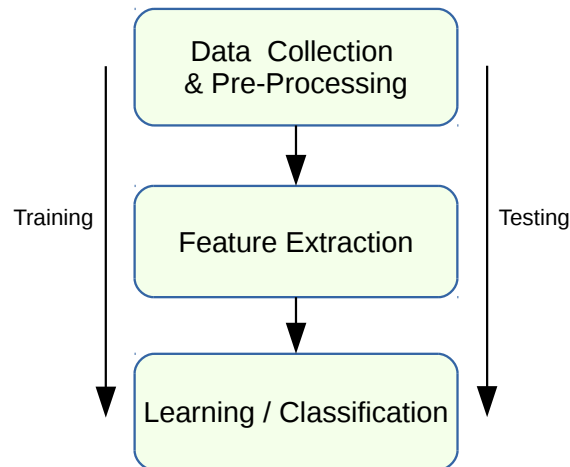 Data Collection
& Pre-Processing
Training
Feature Extraction
Testing
Learning / Classification